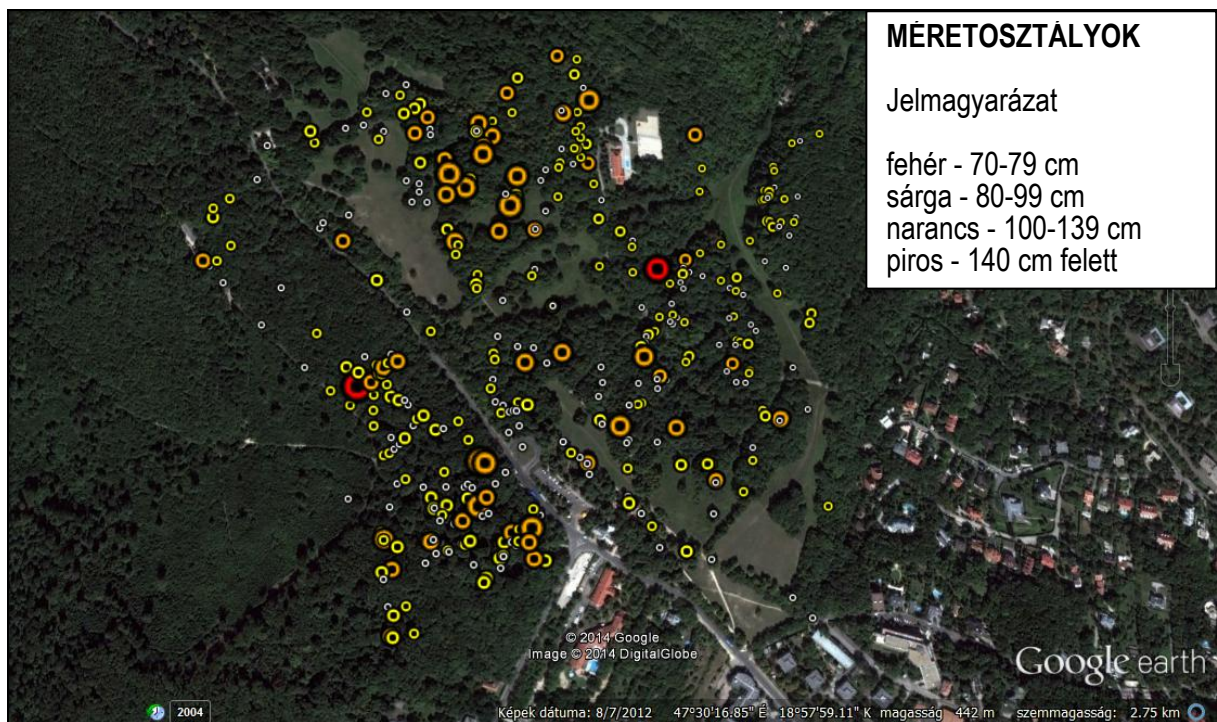 MÉRETOSZTÁLYOK
Jelmagyarázat
fehér - 70-79 cm
sárga - 80-99 cm
narancs - 100-139 cm
piros - 140 cm felett
© 2014 Google
Image © 2014 DigitalGlobe
Google earth
2004
Képek dátuma: 8/7/2012 47°30'16.85" É 18°57'59.11" K magasság 442 m szemmagasság: 2.75 km